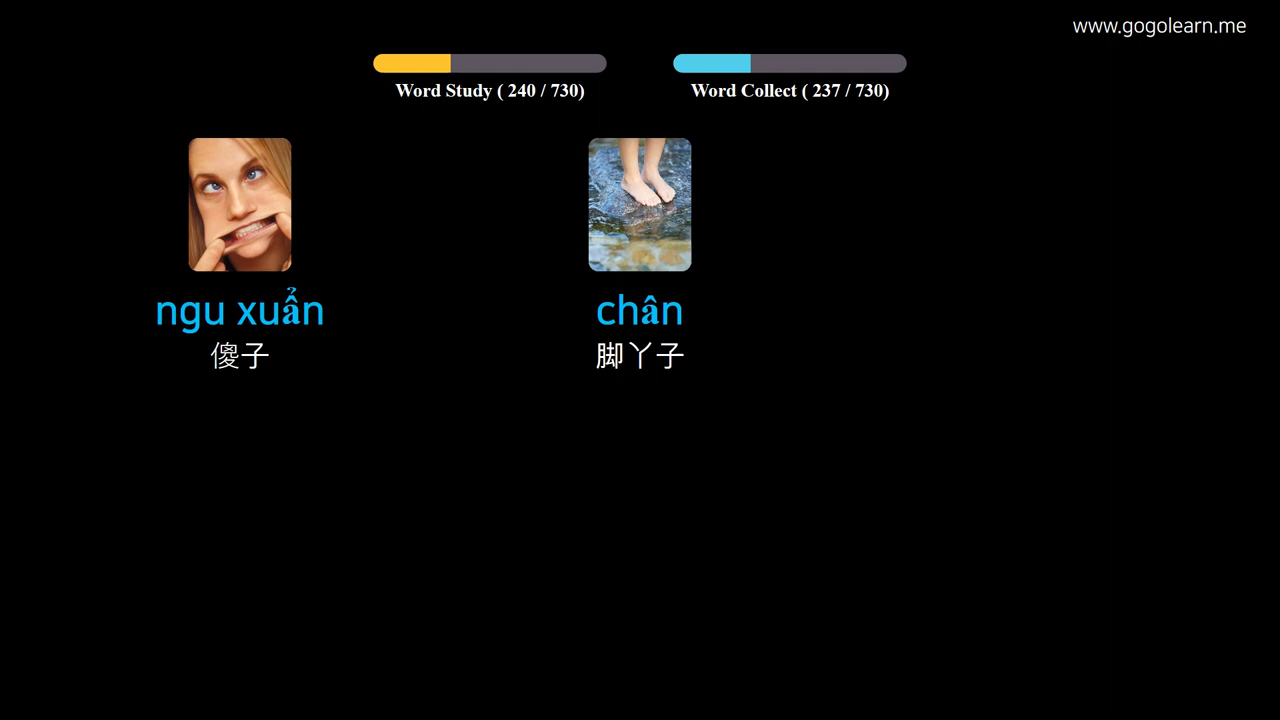 www.gogolearn.me
Word Study ( 240 / 730)
Word Collect ( 237 / 730)
ngu xuẩn
傻子
chân
脚丫子